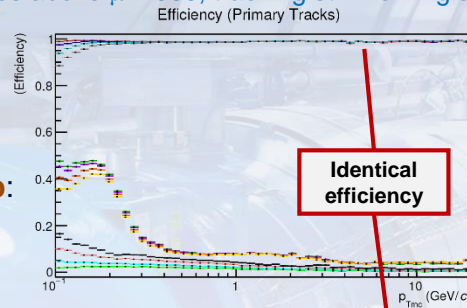 Efficiency (Primary Tracks)
(Efficiency)
1
0.8
0.6
0.4
0.2
0
Identical
efficiency
:
10⁻¹
1
10
p_Tmc (GeV/c